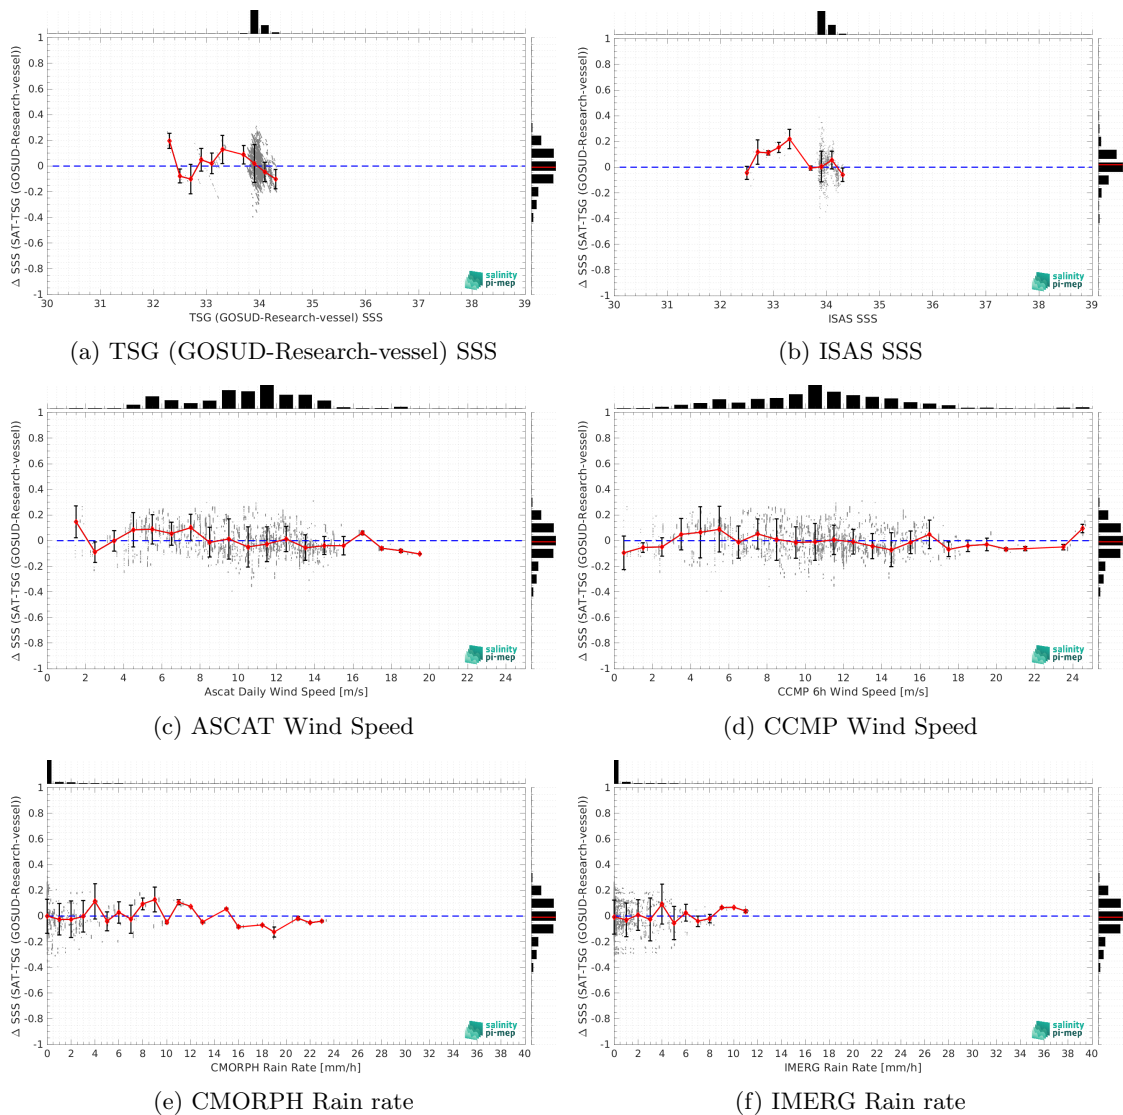 1
0.8
0.6
0.4
0.2
0
-0.2
-0.4
-0.6
-0.8
-1
Δ SSS (SAT-TSG (GOSUD-Research-vessel))
salinity
pi-mep
30 31 32 33 34 35 36 37 38 39
TSG (GOSUD-Research-vessel) SSS
(a) TSG (GOSUD-Research-vessel) SSS
1
0.8
0.6
0.4
0.2
0
-0.2
-0.4
-0.6
-0.8
-1
Δ SSS (SAT-TSG (GOSUD-Research-vessel))
salinity
pi-mep
30 31 32 33 34 35 36 37 38 39
ISAS SSS
(b) ISAS SSS
1
0.8
0.6
0.4
0.2
0
-0.2
-0.4
-0.6
-0.8
-1
Δ SSS (SAT-TSG (GOSUD-Research-vessel))
salinity
pi-mep
0 2 4 6 8 10 12 14 16 18 20 22 24
Ascat Daily Wind Speed [m/s]
(c) ASCAT Wind Speed
1
0.8
0.6
0.4
0.2
0
-0.2
-0.4
-0.6
-0.8
-1
Δ SSS (SAT-TSG (GOSUD-Research-vessel))
salinity
pi-mep
0 2 4 6 8 10 12 14 16 18 20 22 24
CCMP 6h Wind Speed [m/s]
(d) CCMP Wind Speed
1
0.8
0.6
0.4
0.2
0
-0.2
-0.4
-0.6
-0.8
-1
Δ SSS (SAT-TSG (GOSUD-Research-vessel))
salinity
pi-mep
0 2 4 6 8 10 12 14 16 18 20 22 24 26 28 30 32 34 36 38 40
CMORPH Rain Rate [mm/h]
(e) CMORPH Rain rate
1
0.8
0.6
0.4
0.2
0
-0.2
-0.4
-0.6
-0.8
-1
Δ SSS (SAT-TSG (GOSUD-Research-vessel))
salinity
pi-mep
0 2 4 6 8 10 12 14 16 18 20 22 24 26 28 30 32 34 36 38 40
IMERG Rain Rate [mm/h]
(f) IMERG Rain rate